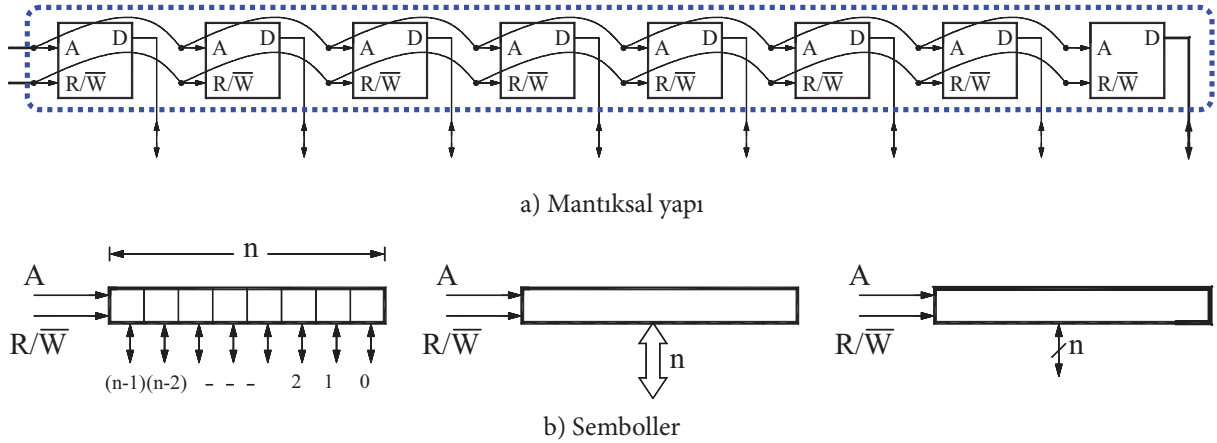 A D A D A D A D A D A D A D A D
R/W̅ R/W̅ R/W̅ R/W̅ R/W̅ R/W̅ R/W̅ R/W̅
a) Mantıksal yapı
n
A A A
R/W̅ n R/W̅ n R/W̅
(n-1)(n-2) - - - 2 1 0
b) Semboller